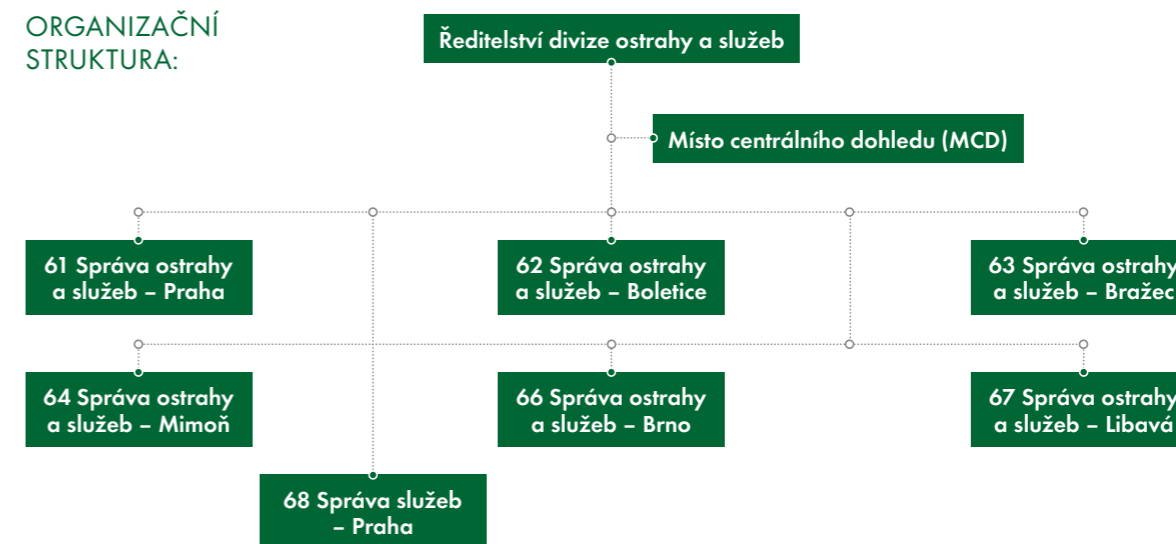 ORGANIZAČNÍ
STRUKTURA:
Ředitelství divize ostrahy a služeb
Místo centrálního dohledu (MCD)
61 Správa ostrahy
a služeb – Praha
62 Správa ostrahy
a služeb – Boletice
63 Správa ostrahy
a služeb – Bražec
64 Správa ostrahy
a služeb – Mimoň
66 Správa ostrahy
a služeb – Brno
67 Správa ostrahy
a služeb – Libavá
68 Správa služeb
– Praha